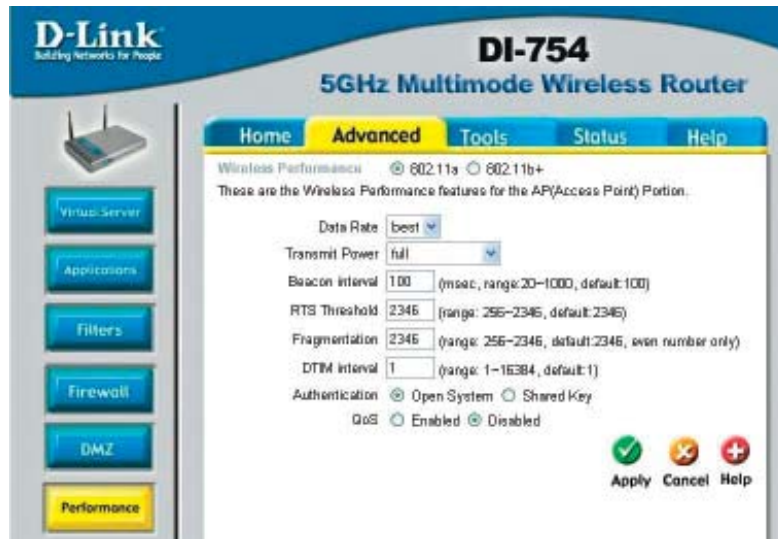 D-Link
Building Networks for People
DI-754
5GHz Multimode Wireless Router
Home Advanced Tools Status Help
Virtual Server
Applications
Filters
Firewall
DMZ
Performance
Wireless Performance 802.11a 802.11b+
These are the Wireless Performance features for the AP(Access Point) Portion.
Data Rate best
Transmit Power full
Beacon interval 100 (msec, range:20~1000, default:100)
RTS Threshold 2346 (range: 256~2346, default:2346)
Fragmentation 2346 (range: 256~2346, default:2346, even number only)
DTIM interval 1 (range: 1~16384, default:1)
Authentication Open System Shared Key
QoS Enabled Disabled
Apply Cancel Help